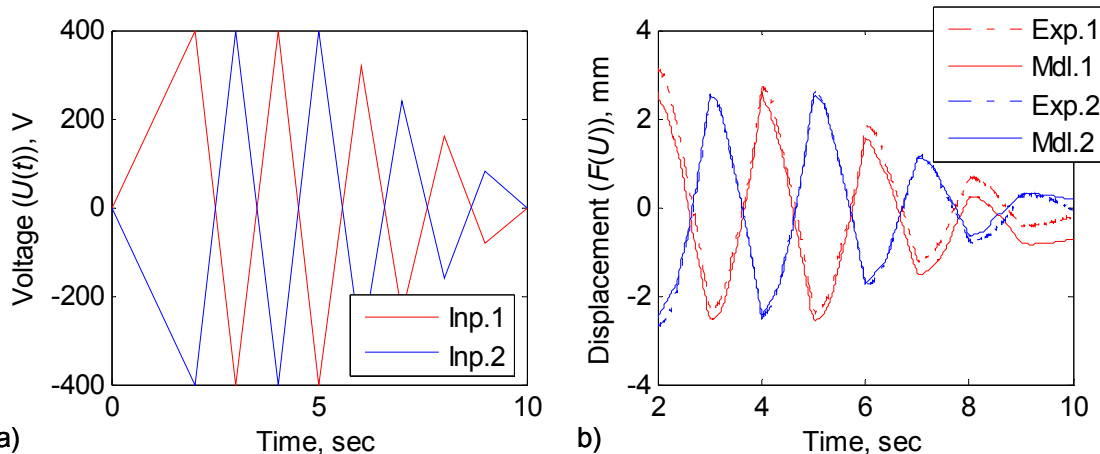 400
200
0
-200
-400
Voltage (U(t)), V
0
5
10
Time, sec
Inp.1
Inp.2
a)
4
2
0
-2
-4
Displacement (F(U)), mm
2
4
6
8
10
Time, sec
Exp.1
Mdl.1
Exp.2
Mdl.2
b)